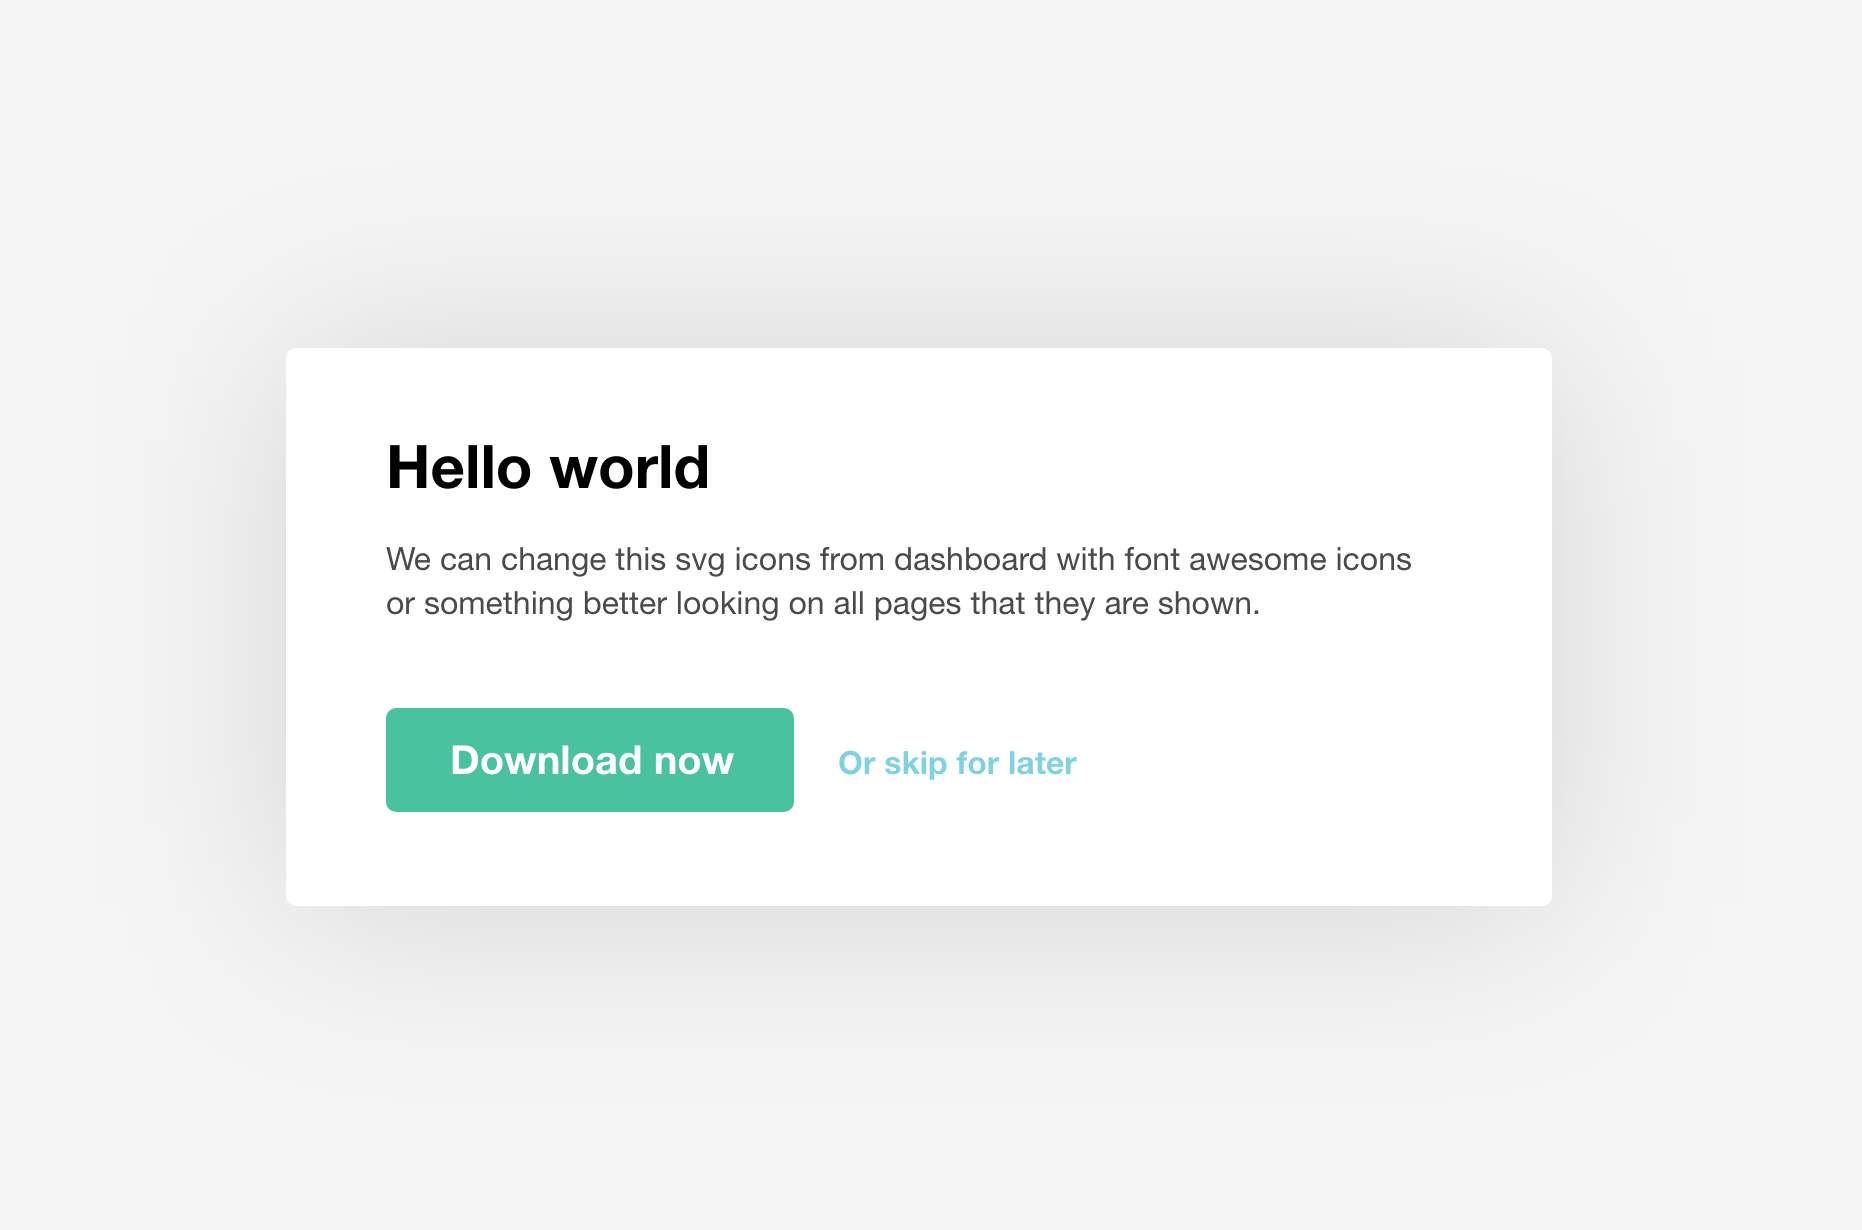 Hello world
We can change this svg icons from dashboard with font awesome icons
or something better looking on all pages that they are shown.
Download now
Or skip for later